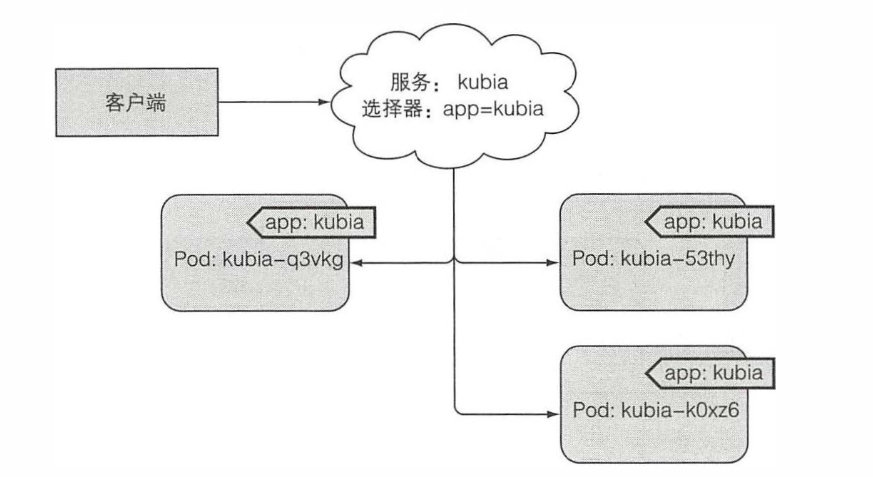 客户端
服务： kubia
选择器：app=kubia
app: kubia
Pod: kubia-q3vkg
app: kubia
Pod: kubia-53thy
app: kubia
Pod: kubia-k0xz6